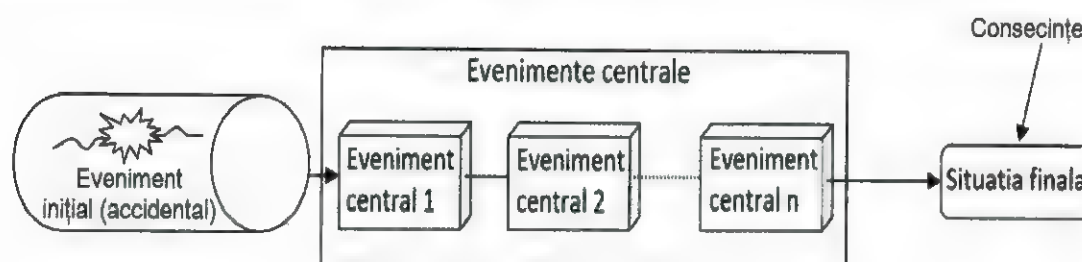 Consecințe
Evenimente centrale
Eveniment
inițial (accidental)
Eveniment
central 1
Eveniment
central 2
Eveniment
central n
Situatia finala